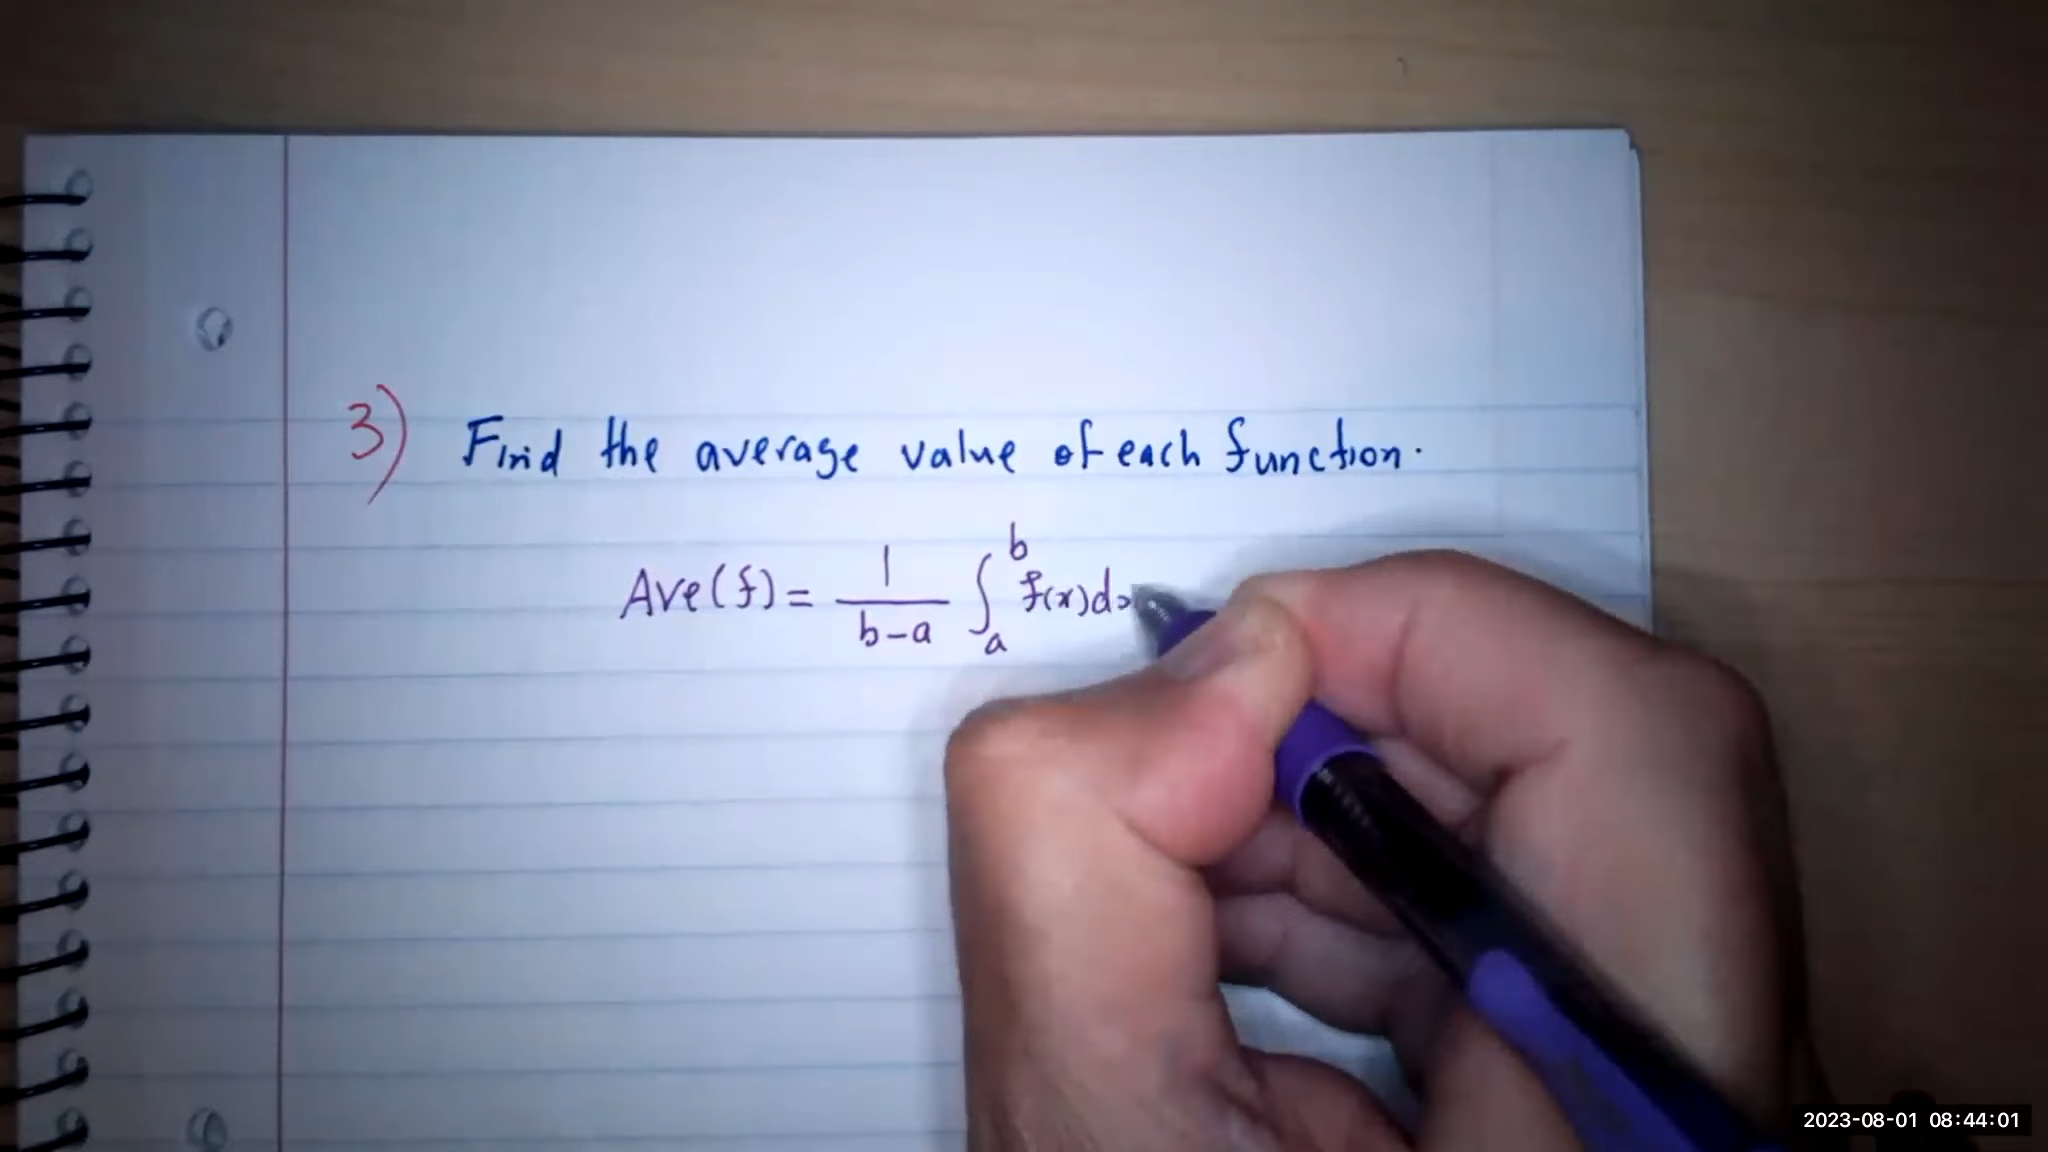 3) Find the average value of each function.
Ave(f) = 1/(b-a) ∫_a^b f(x)dx
2023-08-01 08:44:01